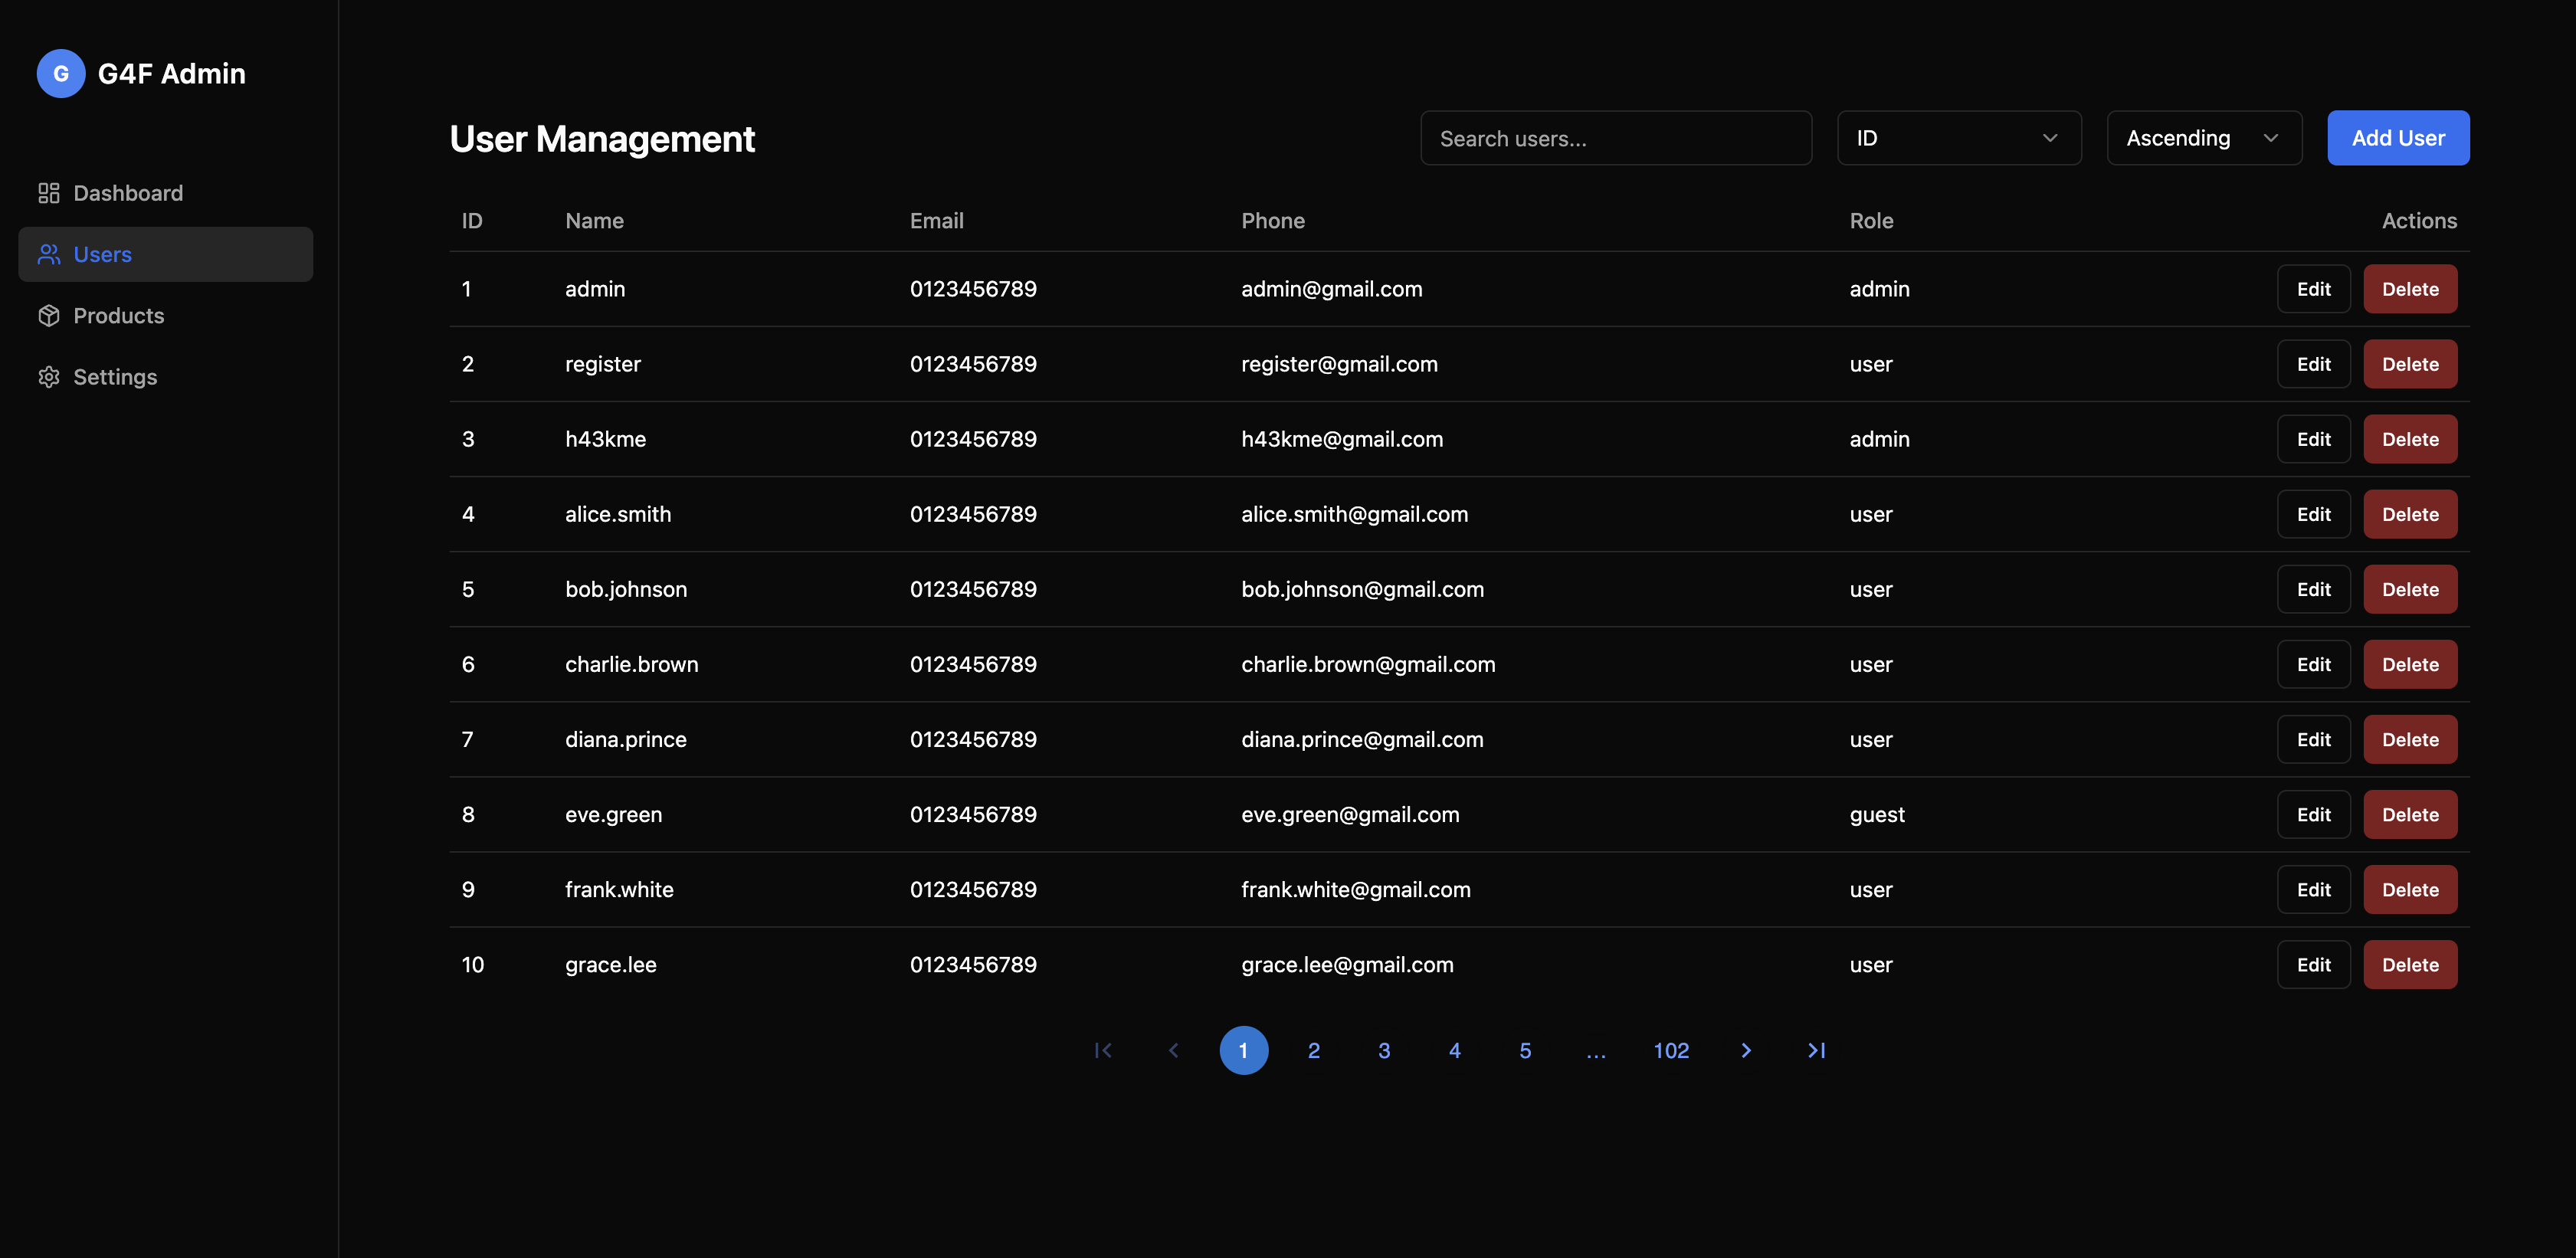 G G4F Admin
Dashboard
Users
Products
Settings
User Management
Search users... ID Ascending Add User
ID Name Email Phone Role Actions
1 admin 0123456789 admin@gmail.com admin Edit Delete
2 register 0123456789 register@gmail.com user Edit Delete
3 h43kme 0123456789 h43kme@gmail.com admin Edit Delete
4 alice.smith 0123456789 alice.smith@gmail.com user Edit Delete
5 bob.johnson 0123456789 bob.johnson@gmail.com user Edit Delete
6 charlie.brown 0123456789 charlie.brown@gmail.com user Edit Delete
7 diana.prince 0123456789 diana.prince@gmail.com user Edit Delete
8 eve.green 0123456789 eve.green@gmail.com guest Edit Delete
9 frank.white 0123456789 frank.white@gmail.com user Edit Delete
10 grace.lee 0123456789 grace.lee@gmail.com user Edit Delete
1 2 3 4 5 ... 102